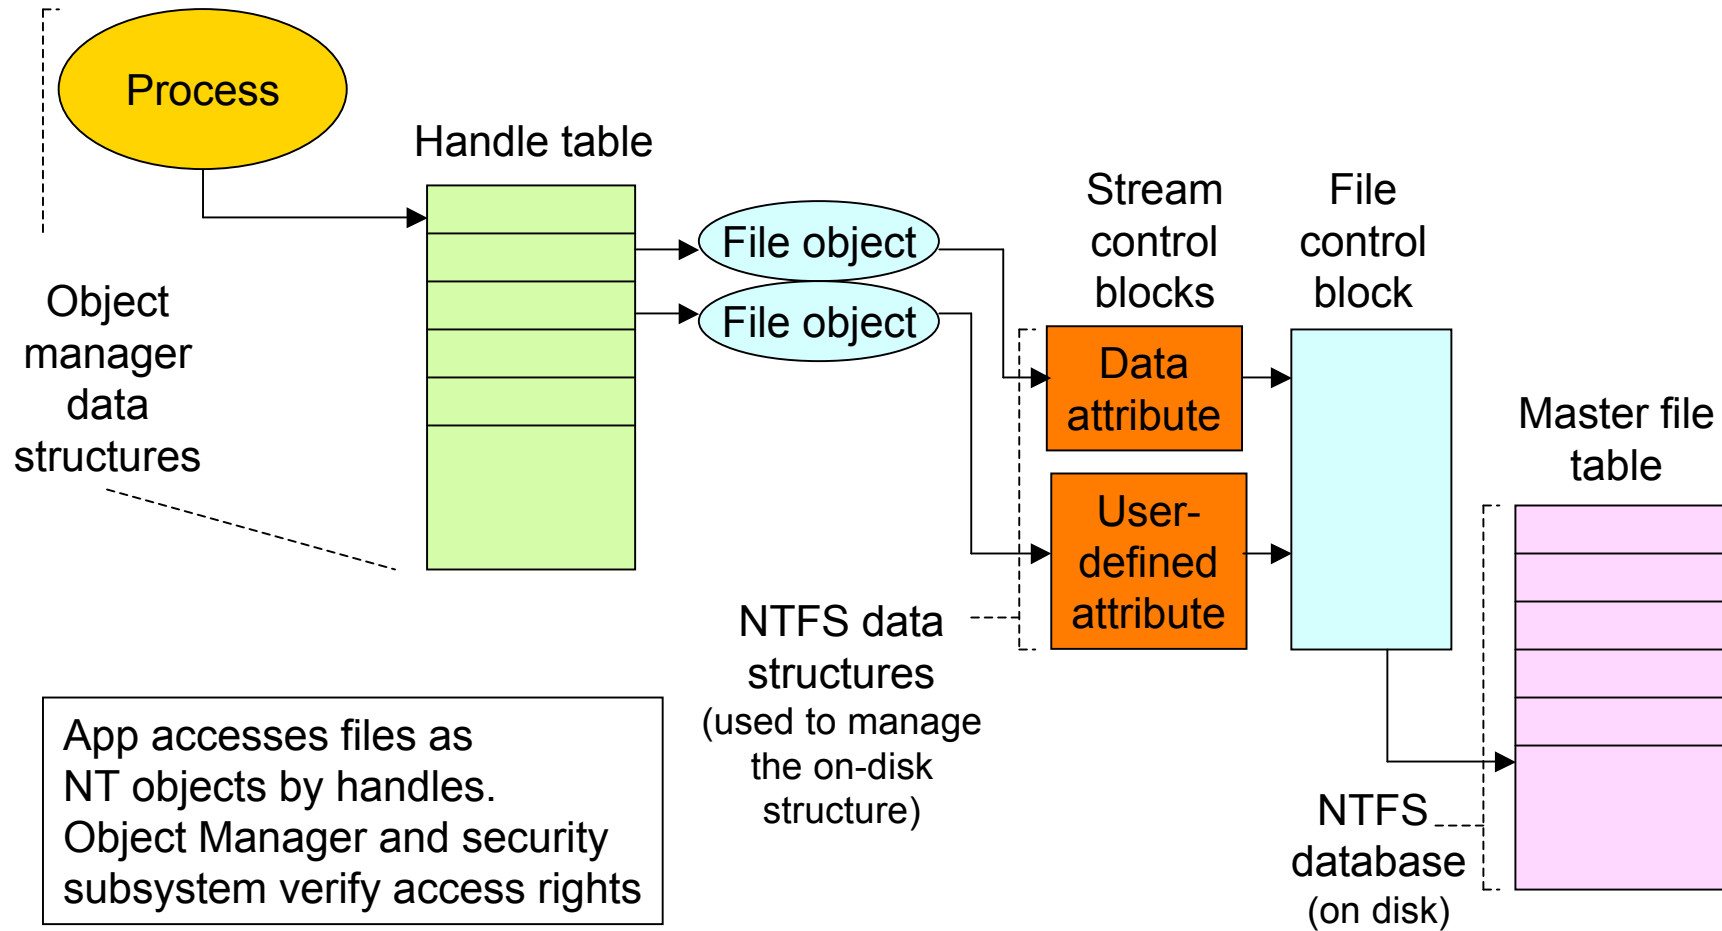 Process
Handle table
File object
File object
Stream
control
blocks
File
control
block
Object
manager
data
structures
Data
attribute
User-
defined
attribute
Master file
table
NTFS data
structures
(used to manage
the on-disk
structure)
NTFS
database
(on disk)
App accesses files as
NT objects by handles.
Object Manager and security
subsystem verify access rights